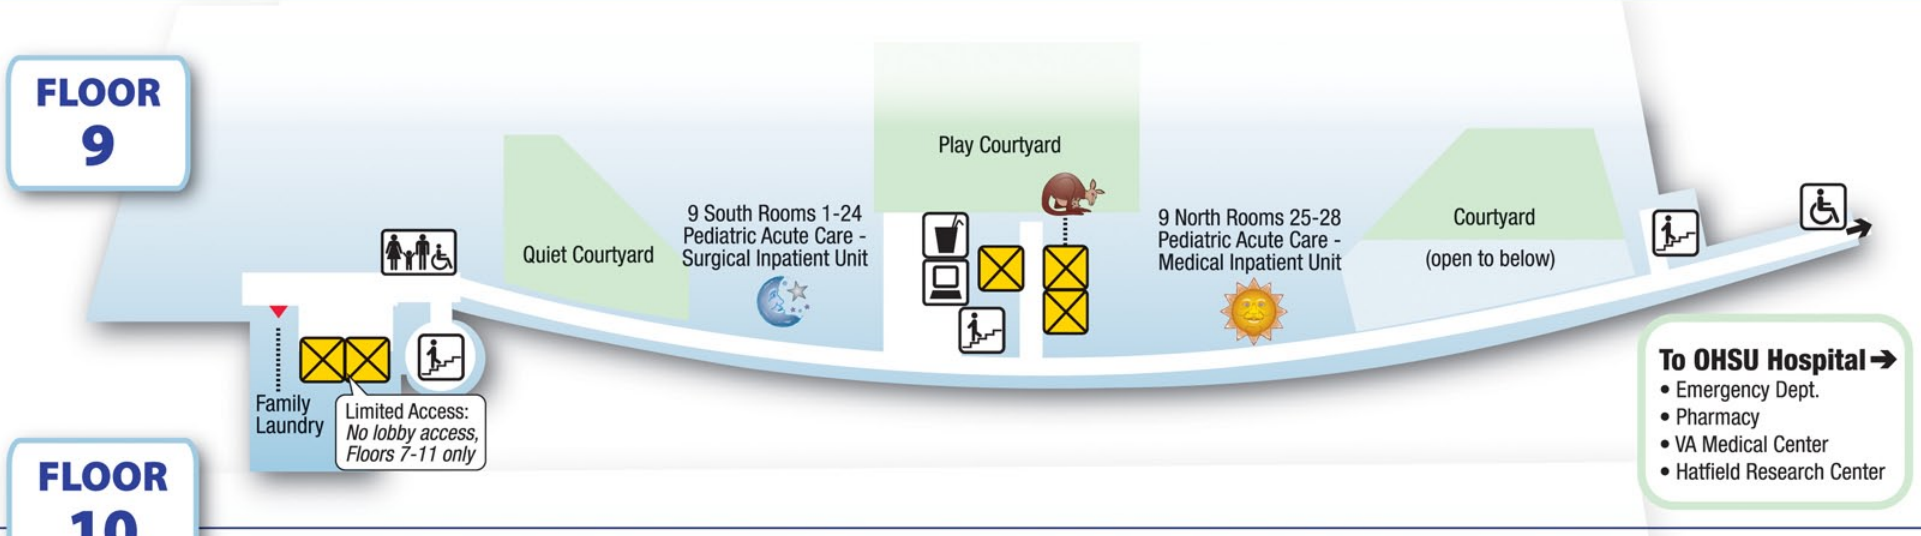 FLOOR
9
Play Courtyard
9 South Rooms 1-24
Pediatric Acute Care -
Surgical Inpatient Unit
9 North Rooms 25-28
Pediatric Acute Care -
Medical Inpatient Unit
Quiet Courtyard
Courtyard
(open to below)
Family
Laundry
Limited Access:
No lobby access,
Floors 7-11 only
To OHSU Hospital ➔
• Emergency Dept.
• Pharmacy
• VA Medical Center
• Hatfield Research Center
FLOOR
10